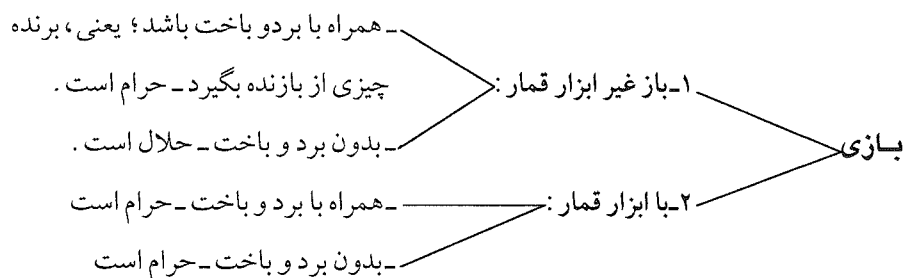 بازی
۱ـ باز غیر ابزار قمار :
ـ همراه با بردو باخت باشد؛ یعنی، برنده
چیزی از بازنده بگیرد ـ حرام است .
ـ بدون برد و باخت ـ حلال است .
۲ـ با ابزار قمار :
ـ همراه با برد و باخت ـ حرام است
ـ بدون برد و باخت ـ حرام است